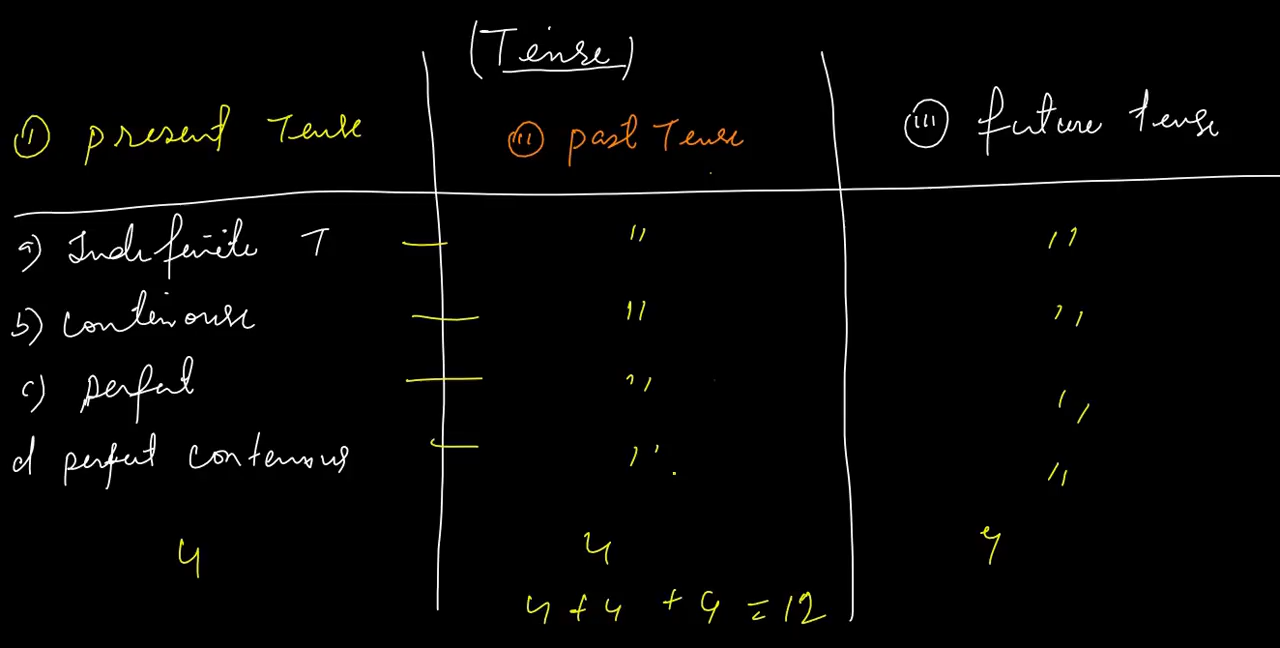 (Tense)
(i) present Tense (iii) past Tense (iii) future tense
a) Indefinite T — " "
b) continouse — " "
c) perfect — " "
d perfect contenous — " "
4 4 4
4 + 4 + 4 = 12